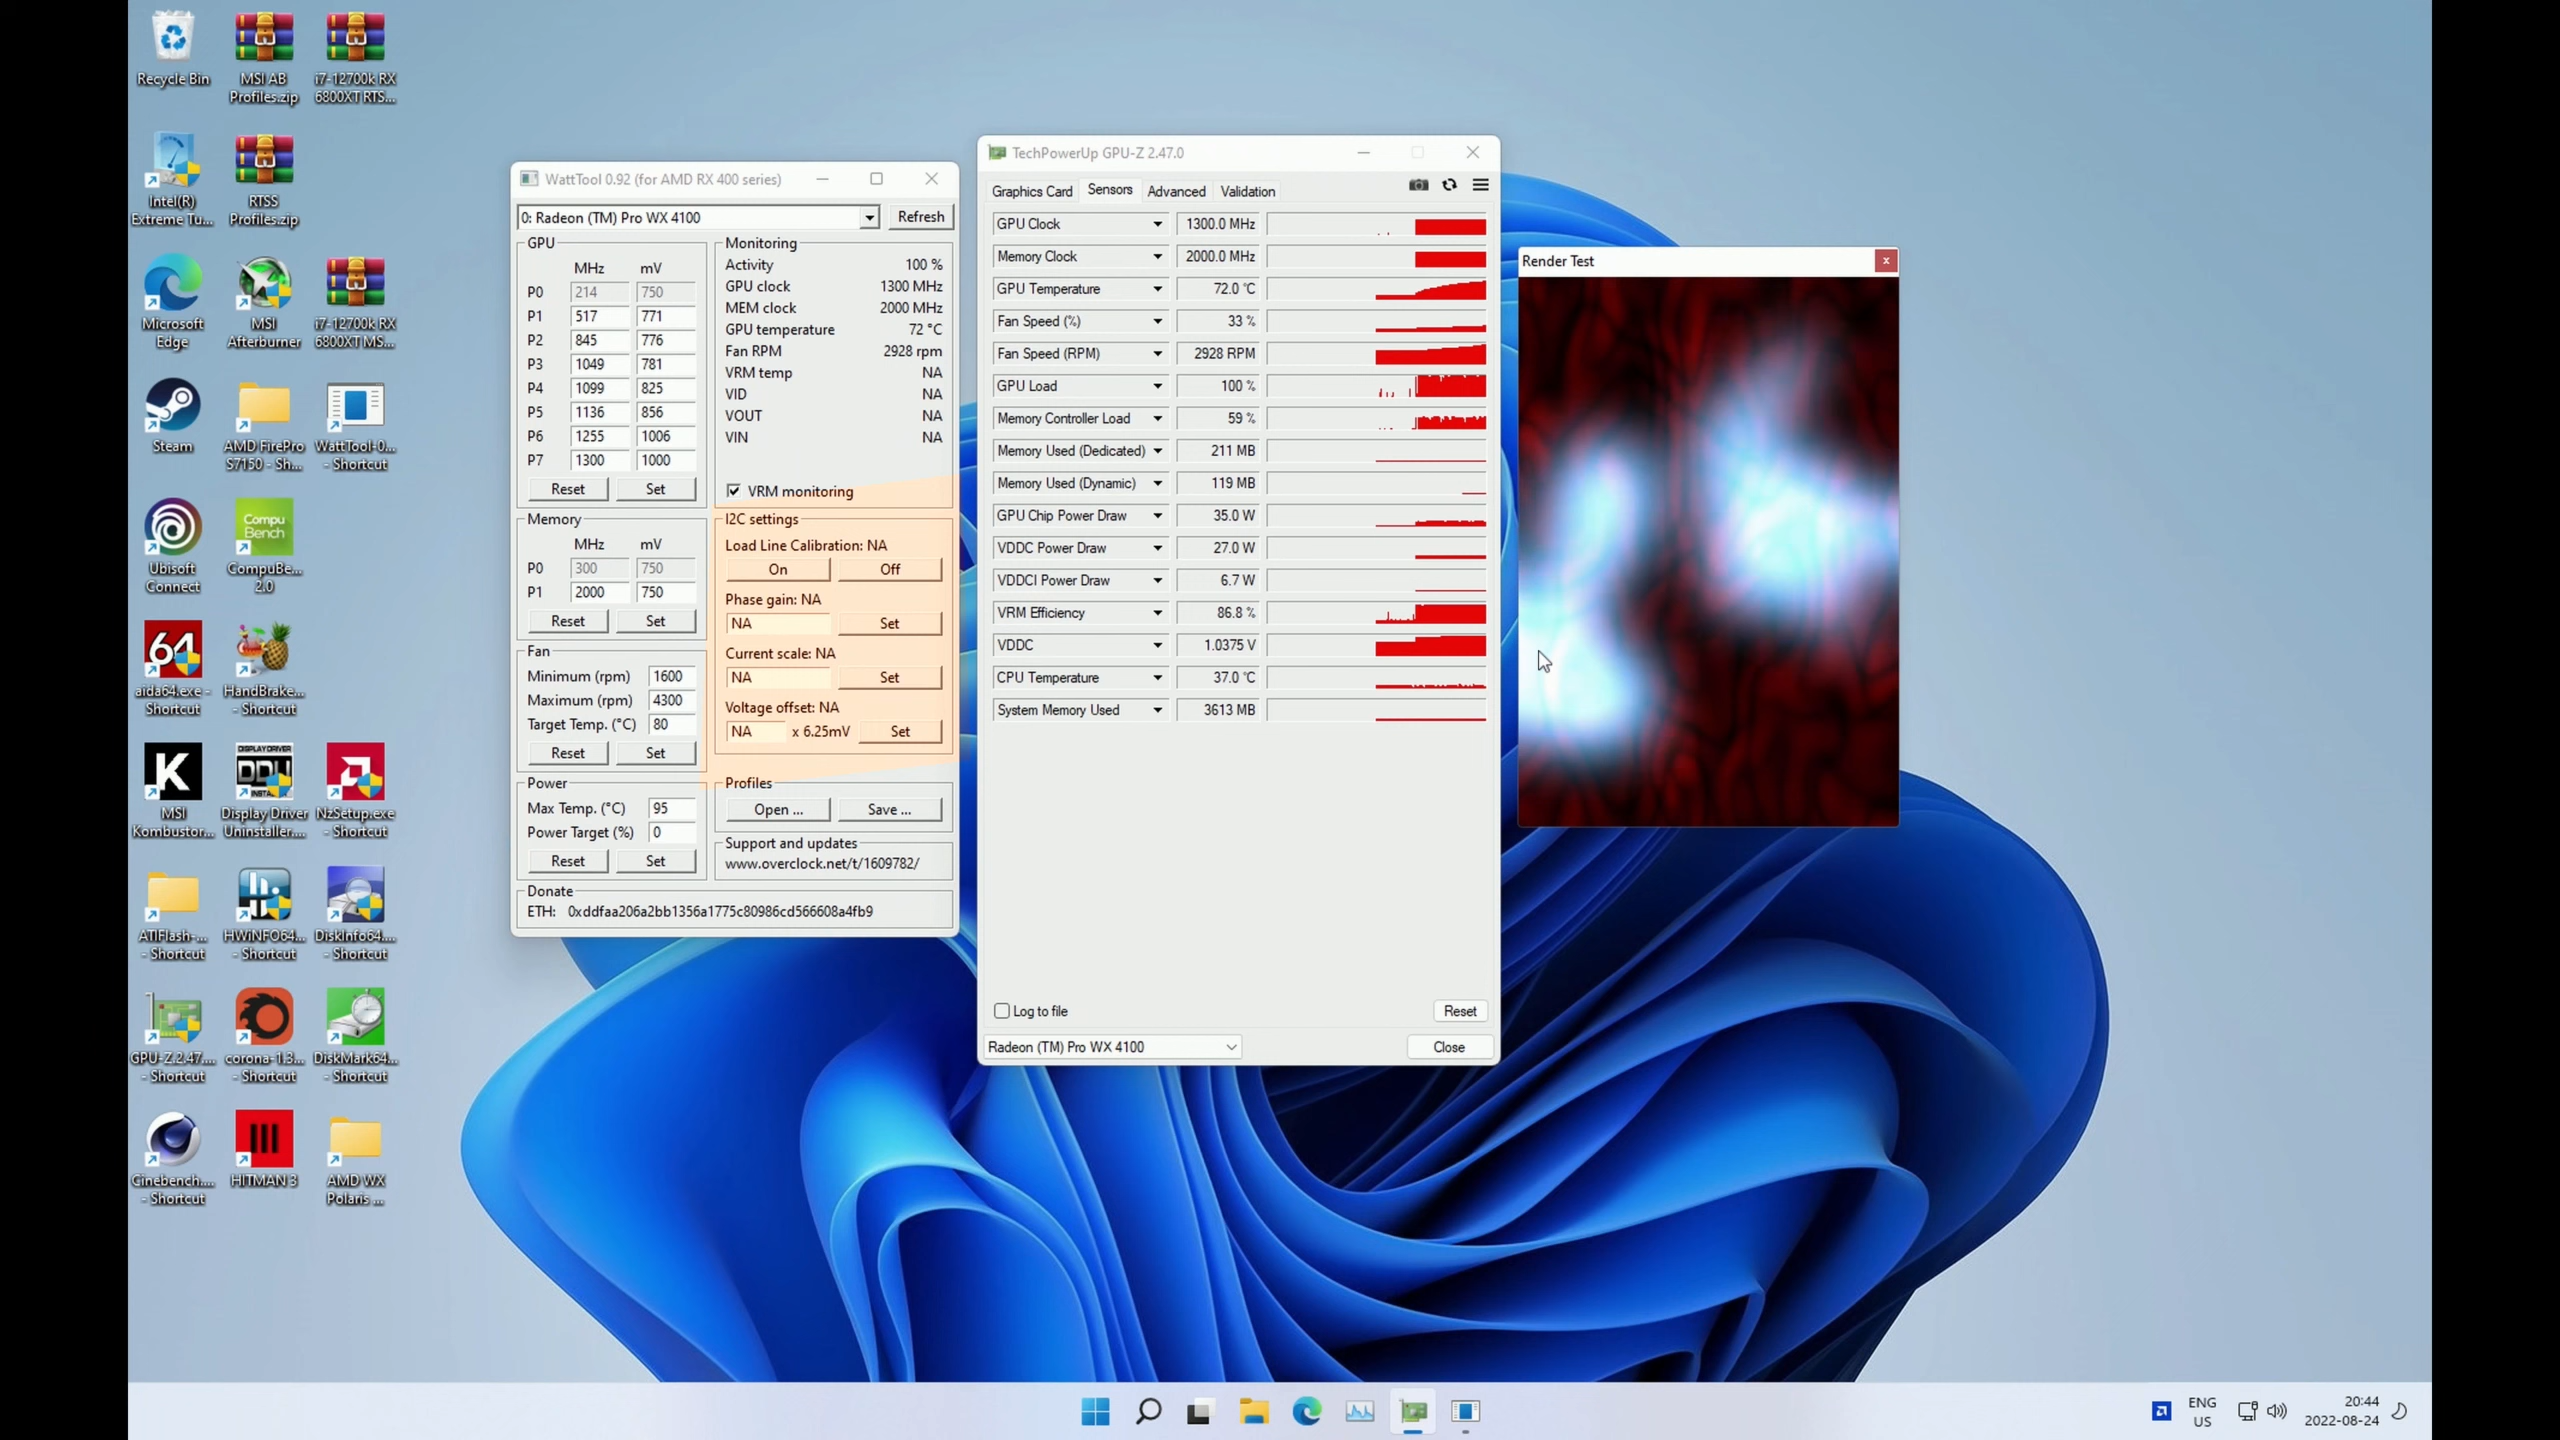 Recycle Bin
MSI AB
Profiles.zip
i7-12700k RX
6800XT RTS...
Intel(R)
Extreme Tu...
RTSS
Profiles.zip
Microsoft
Edge
MSI
Afterburner
i7-12700k RX
6800XT MS...
Steam
AMD FirePro
S7150 - Sh...
WattTool-0...
- Shortcut
Ubisoft
Connect
Compu
Bench
CompuBe...
2.0
64
aida64.exe -
Shortcut
HandBrake...
- Shortcut
K
MSI
Kombustor...
DISPLAY DRIVER
DDU
Display Driver
Uninstaller....
NzSetup.exe
- Shortcut
ATIFlash-...
- Shortcut
HWiNFO64...
- Shortcut
DiskInfo64....
- Shortcut
GPU-Z.2.47....
- Shortcut
corona-1.3...
- Shortcut
DiskMark64...
- Shortcut
Cinebench....
- Shortcut
HITMAN 3
AMD WX
Polaris ...
WattTool 0.92 (for AMD RX 400 series)
0: Radeon (TM) Pro WX 4100
Refresh
GPU
MHz mV
P0 214 750
P1 517 771
P2 845 776
P3 1049 781
P4 1099 825
P5 1136 856
P6 1255 1006
P7 1300 1000
Reset Set
Memory
MHz mV
P0 300 750
P1 2000 750
Reset Set
Fan
Minimum (rpm) 1600
Maximum (rpm) 4300
Target Temp. (°C) 80
Reset Set
Power
Max Temp. (°C) 95
Power Target (%) 0
Reset Set
Monitoring
Activity 100 %
GPU clock 1300 MHz
MEM clock 2000 MHz
GPU temperature 72 °C
Fan RPM 2928 rpm
VRM temp NA
VID NA
VOUT NA
VIN NA
VRM monitoring
I2C settings
Load Line Calibration: NA
On Off
Phase gain: NA
NA Set
Current scale: NA
NA Set
Voltage offset: NA
NA x 6.25mV Set
Profiles
Open ... Save ...
Support and updates
www.overclock.net/t/1609782/
Donate
ETH: 0xddfaa206a2bb1356a1775c80986cd566608a4fb9
TechPowerUp GPU-Z 2.47.0
Graphics Card Sensors Advanced Validation
GPU Clock 1300.0 MHz
Memory Clock 2000.0 MHz
GPU Temperature 72.0 °C
Fan Speed (%) 33 %
Fan Speed (RPM) 2928 RPM
GPU Load 100 %
Memory Controller Load 59 %
Memory Used (Dedicated) 211 MB
Memory Used (Dynamic) 119 MB
GPU Chip Power Draw 35.0 W
VDDC Power Draw 27.0 W
VDDCI Power Draw 6.7 W
VRM Efficiency 86.8 %
VDDC 1.0375 V
CPU Temperature 37.0 °C
System Memory Used 3613 MB
Log to file
Reset
Radeon (TM) Pro WX 4100
Close
Render Test
x
ENG
US
20:44
2022-08-24